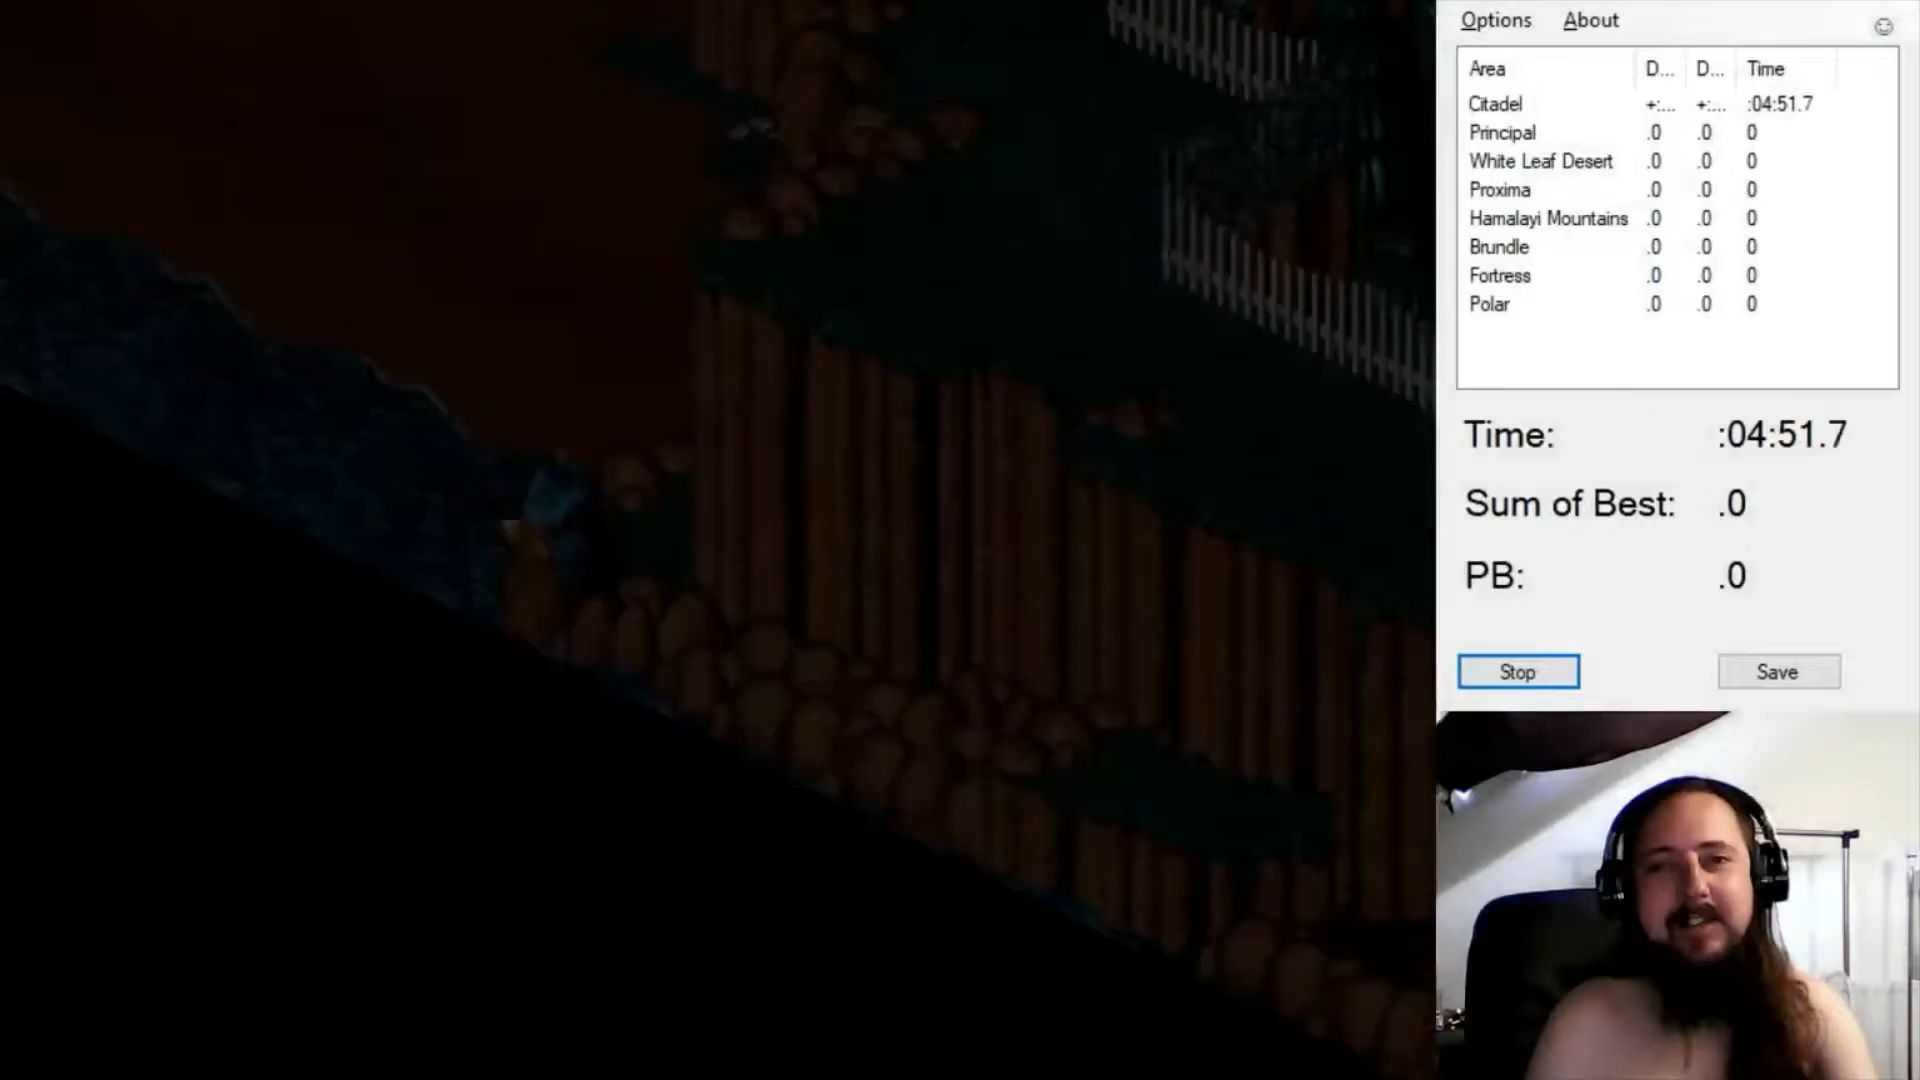 Options About
Area D... D... Time
Citadel +:... +:... :04:51.7
Principal .0 .0 0
White Leaf Desert .0 .0 0
Proxima .0 .0 0
Hamalayi Mountains .0 .0 0
Brundle .0 .0 0
Fortress .0 .0 0
Polar .0 .0 0
Time: :04:51.7
Sum of Best: .0
PB: .0
Stop Save